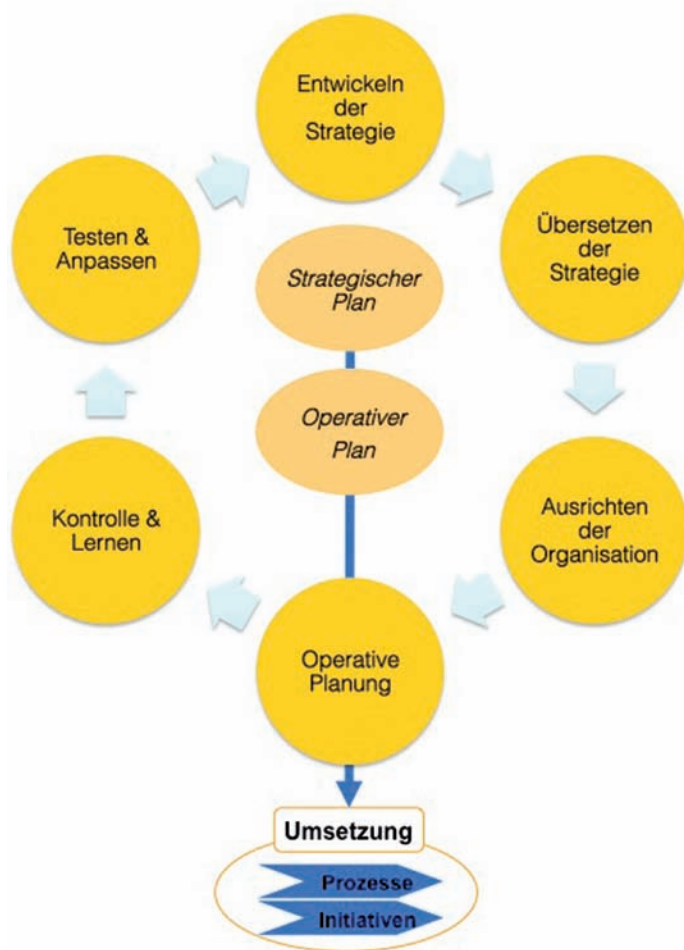 Entwickeln
der
Strategie
Testen &
Anpassen
Übersetzen
der
Strategie
Strategischer
Plan
Operativer
Plan
Kontrolle &
Lernen
Ausrichten
der
Organisation
Operative
Planung
Umsetzung
Prozesse
Initiativen